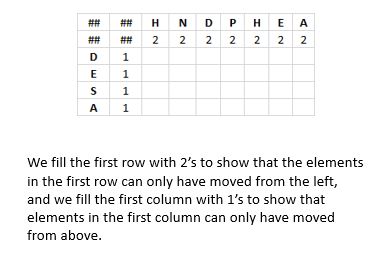 ## ## H N D P H E A
## ## 2 2 2 2 2 2 2
D 1
E 1
S 1
A 1
We fill the first row with 2’s to show that the elements
in the first row can only have moved from the left,
and we fill the first column with 1’s to show that
elements in the first column can only have moved
from above.